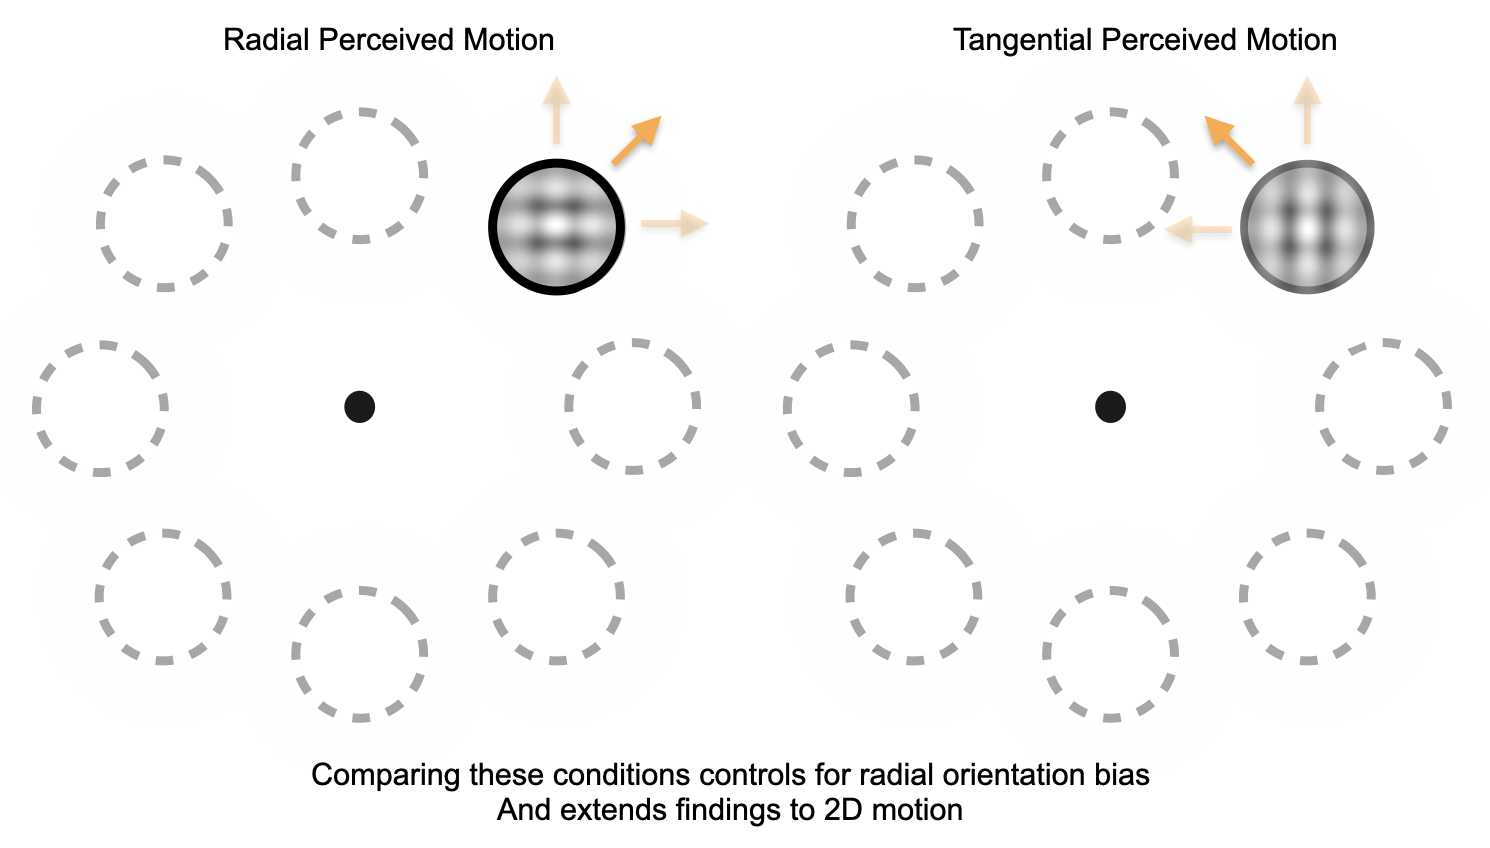 Radial Perceived Motion
Tangential Perceived Motion
Comparing these conditions controls for radial orientation bias
And extends findings to 2D motion